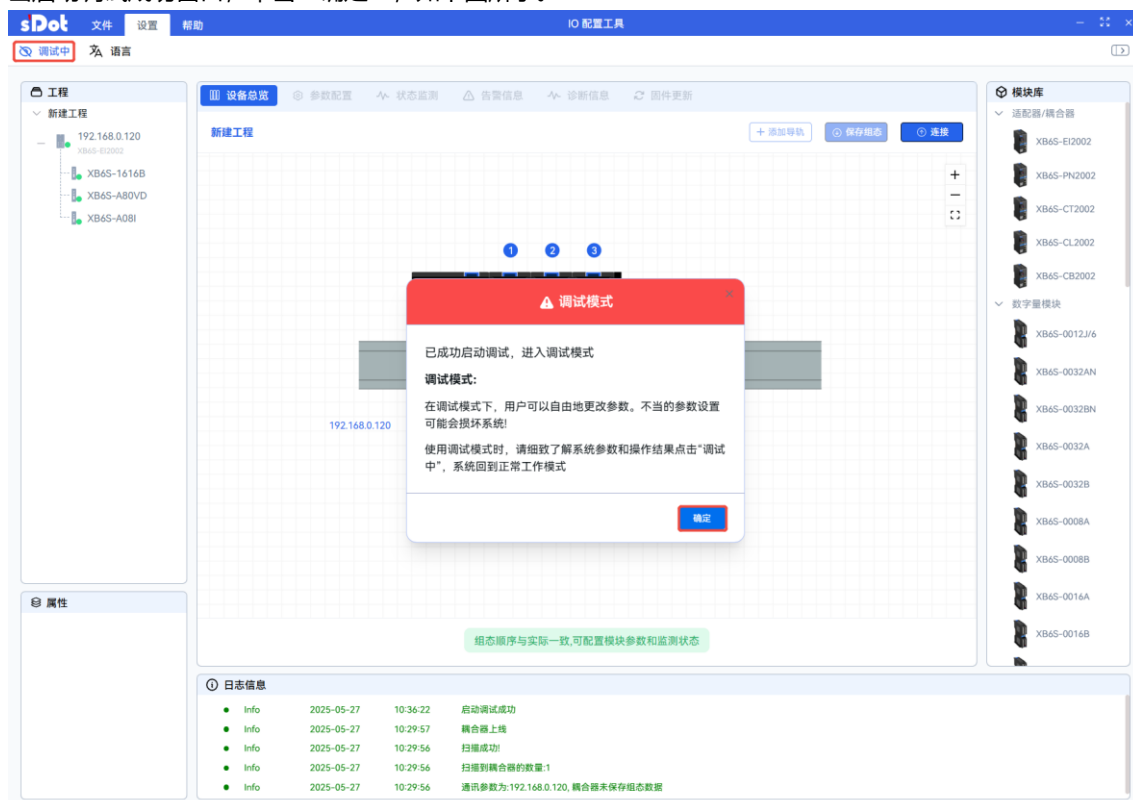 sDot 文件 设置 帮助 IO 配置工具
调试中 语言
工程
新建工程
192.168.0.120
XB6S-EI2002
XB6S-1616B
XB6S-A80VD
XB6S-A08I
设备总览 参数配置 状态监测 告警信息 诊断信息 固件更新
新建工程 + 添加导轨 保存组态 连接
1 2 3
192.168.0.120
调试模式
已成功启动调试，进入调试模式
调试模式:
在调试模式下，用户可以自由地更改参数。不当的参数设置
可能会损坏系统!
使用调试模式时，请细致了解系统参数和操作结果点击“调试
中”，系统回到正常工作模式
确定
组态顺序与实际一致,可配置模块参数和监测状态
模块库
适配器/耦合器
XB6S-EI2002
XB6S-PN2002
XB6S-CT2002
XB6S-CL2002
XB6S-CB2002
数字量模块
XB6S-0012J/6
XB6S-0032AN
XB6S-0032BN
XB6S-0032A
XB6S-0032B
XB6S-0008A
XB6S-0008B
XB6S-0016A
XB6S-0016B
属性
日志信息
Info 2025-05-27 10:36:22 启动调试成功
Info 2025-05-27 10:29:57 耦合器上线
Info 2025-05-27 10:29:56 扫描成功!
Info 2025-05-27 10:29:56 扫描到耦合器的数量:1
Info 2025-05-27 10:29:56 通讯参数为:192.168.0.120, 耦合器未保存组态数据